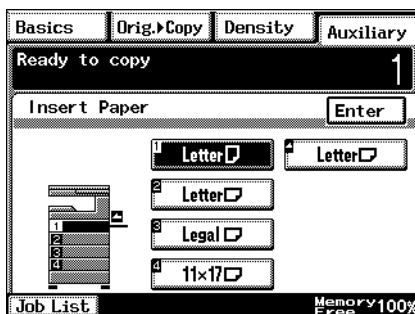 Basics Orig.▸Copy Density Auxiliary
Ready to copy 1
Insert Paper Enter
1 Letter Letter
2 Letter
1
2 3 Legal
3
4 4 11×17
Job List Memory Free 100%